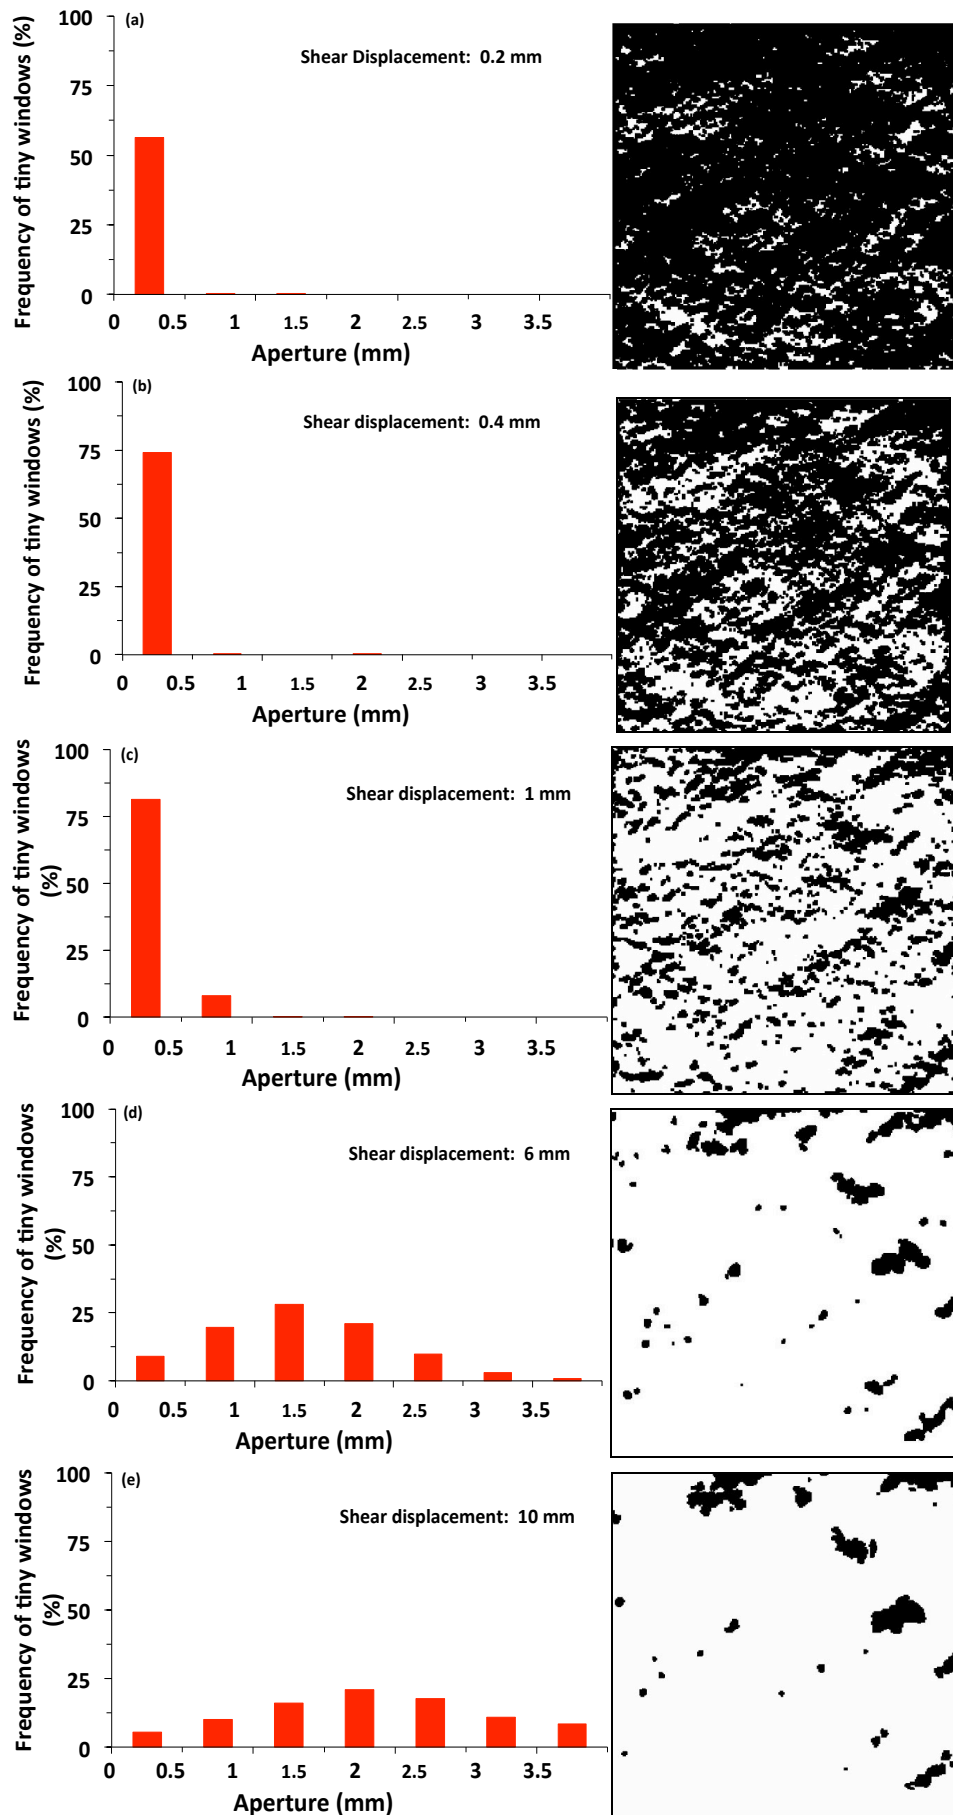 Frequency of tiny windows (%)
(a)
Shear Displacement: 0.2 mm
100
75
50
25
0
0 0.5 1 1.5 2 2.5 3 3.5
Aperture (mm)
Frequency of tiny windows (%)
(b)
Shear displacement: 0.4 mm
100
75
50
25
0
0 0.5 1 1.5 2 2.5 3 3.5
Aperture (mm)
Frequency of tiny windows
(%)
(c)
Shear displacement: 1 mm
100
75
50
25
0
0 0.5 1 1.5 2 2.5 3 3.5
Aperture (mm)
Frequency of tiny windows
(%)
(d)
Shear displacement: 6 mm
100
75
50
25
0
0 0.5 1 1.5 2 2.5 3 3.5
Aperture (mm)
Frequency of tiny windows
(%)
(e)
Shear displacement: 10 mm
100
75
50
25
0
0 0.5 1 1.5 2 2.5 3 3.5
Aperture (mm)